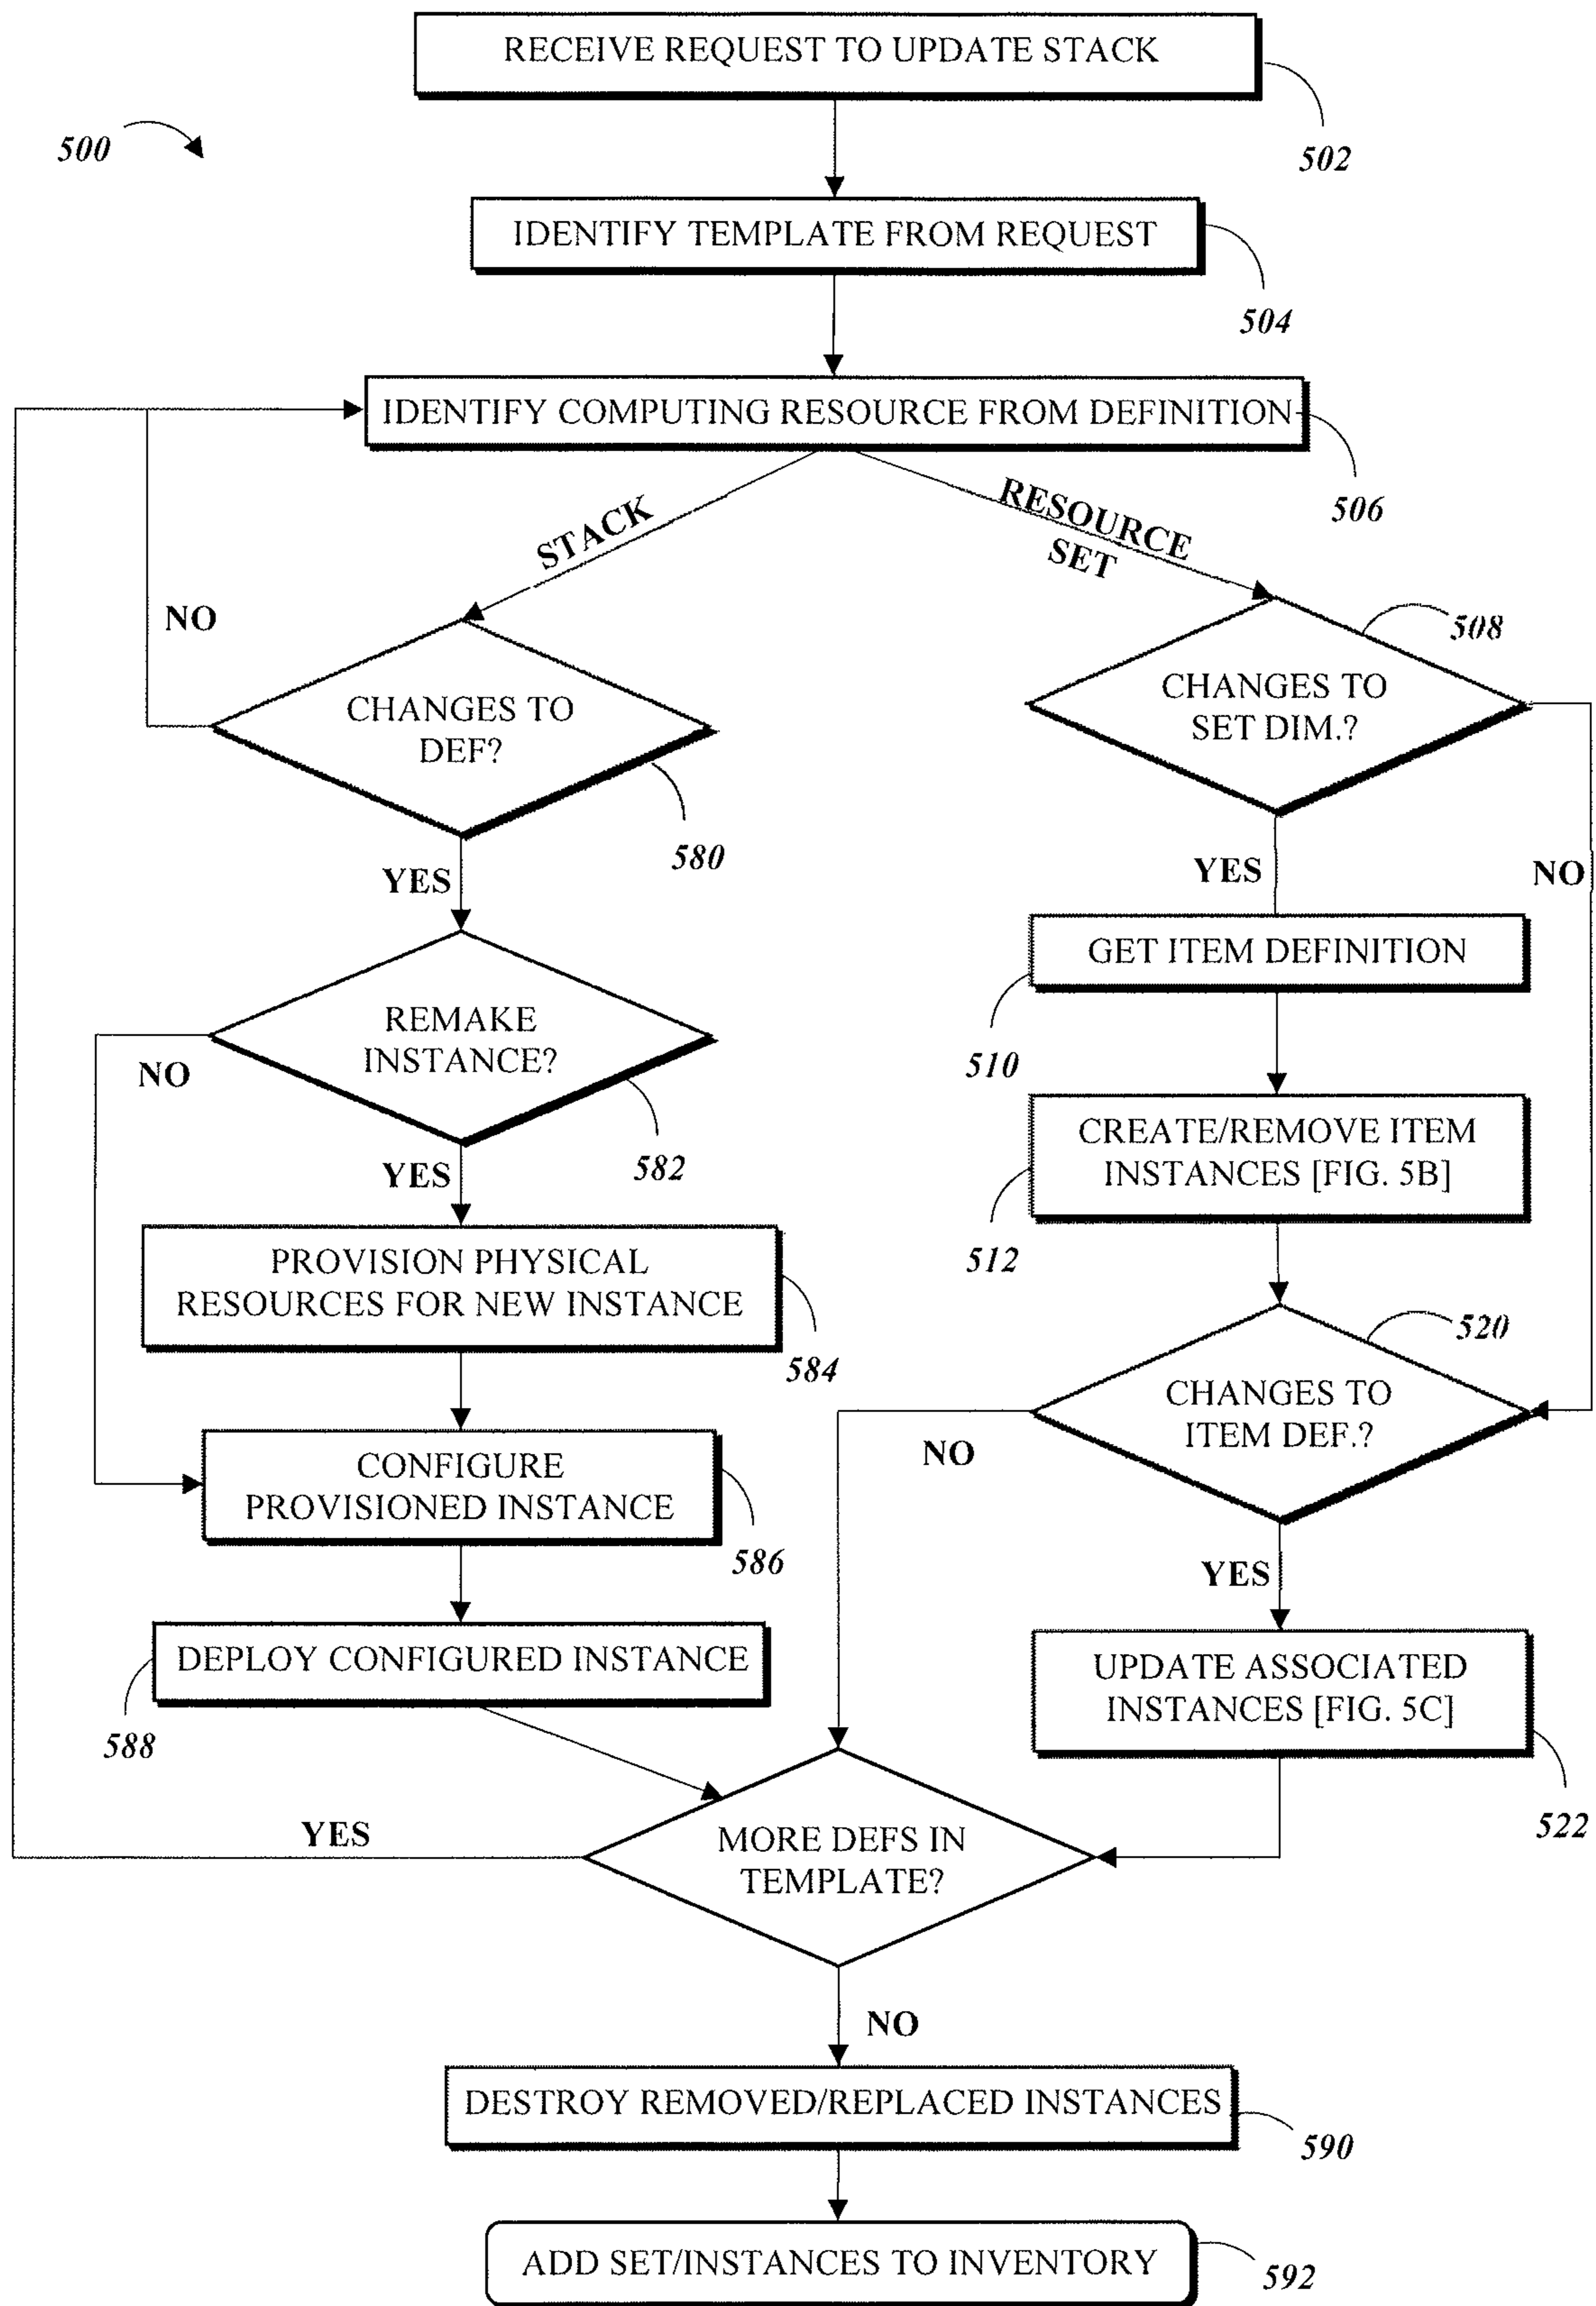 RECEIVE REQUEST TO UPDATE STACK
500
502
IDENTIFY TEMPLATE FROM REQUEST
504
IDENTIFY COMPUTING RESOURCE FROM DEFINITION
506
STACK
RESOURCE
SET
NO
508
CHANGES TO
DEF?
CHANGES TO
SET DIM.?
580
YES
YES
NO
GET ITEM DEFINITION
510
REMAKE
INSTANCE?
NO
582
YES
CREATE/REMOVE ITEM
INSTANCES [FIG. 5B]
512
PROVISION PHYSICAL
RESOURCES FOR NEW INSTANCE
584
520
CHANGES TO
ITEM DEF.?
NO
CONFIGURE
PROVISIONED INSTANCE
586
YES
DEPLOY CONFIGURED INSTANCE
588
UPDATE ASSOCIATED
INSTANCES [FIG. 5C]
522
YES
MORE DEFS IN
TEMPLATE?
NO
DESTROY REMOVED/REPLACED INSTANCES
590
ADD SET/INSTANCES TO INVENTORY
592